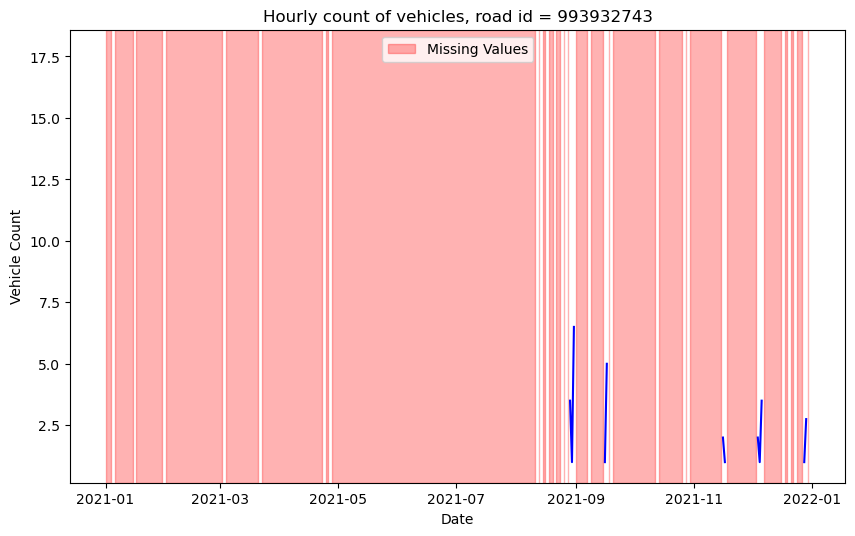 Hourly count of vehicles, road id = 993932743
Missing Values
17.5
15.0
12.5
10.0
7.5
5.0
2.5
Vehicle Count
2021-01 2021-03 2021-05 2021-07 2021-09 2021-11 2022-01
Date